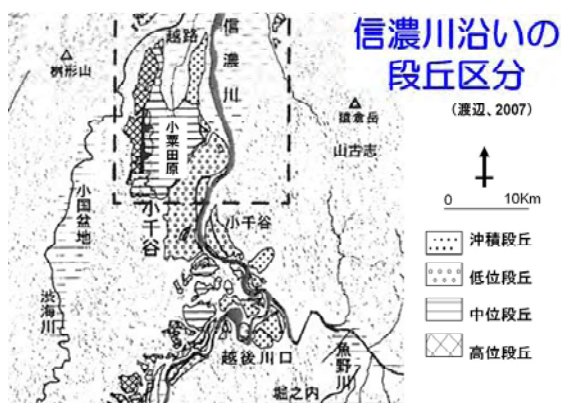 信濃川沿いの
段丘区分
(渡辺、2007)
越路
信濃川
桝形山
猿倉岳
山古志
小粟田原
小国盆地
小千谷
小千谷
渋海川
越後川口
魚野川
堀之内
0 10Km
沖積段丘
低位段丘
中位段丘
高位段丘